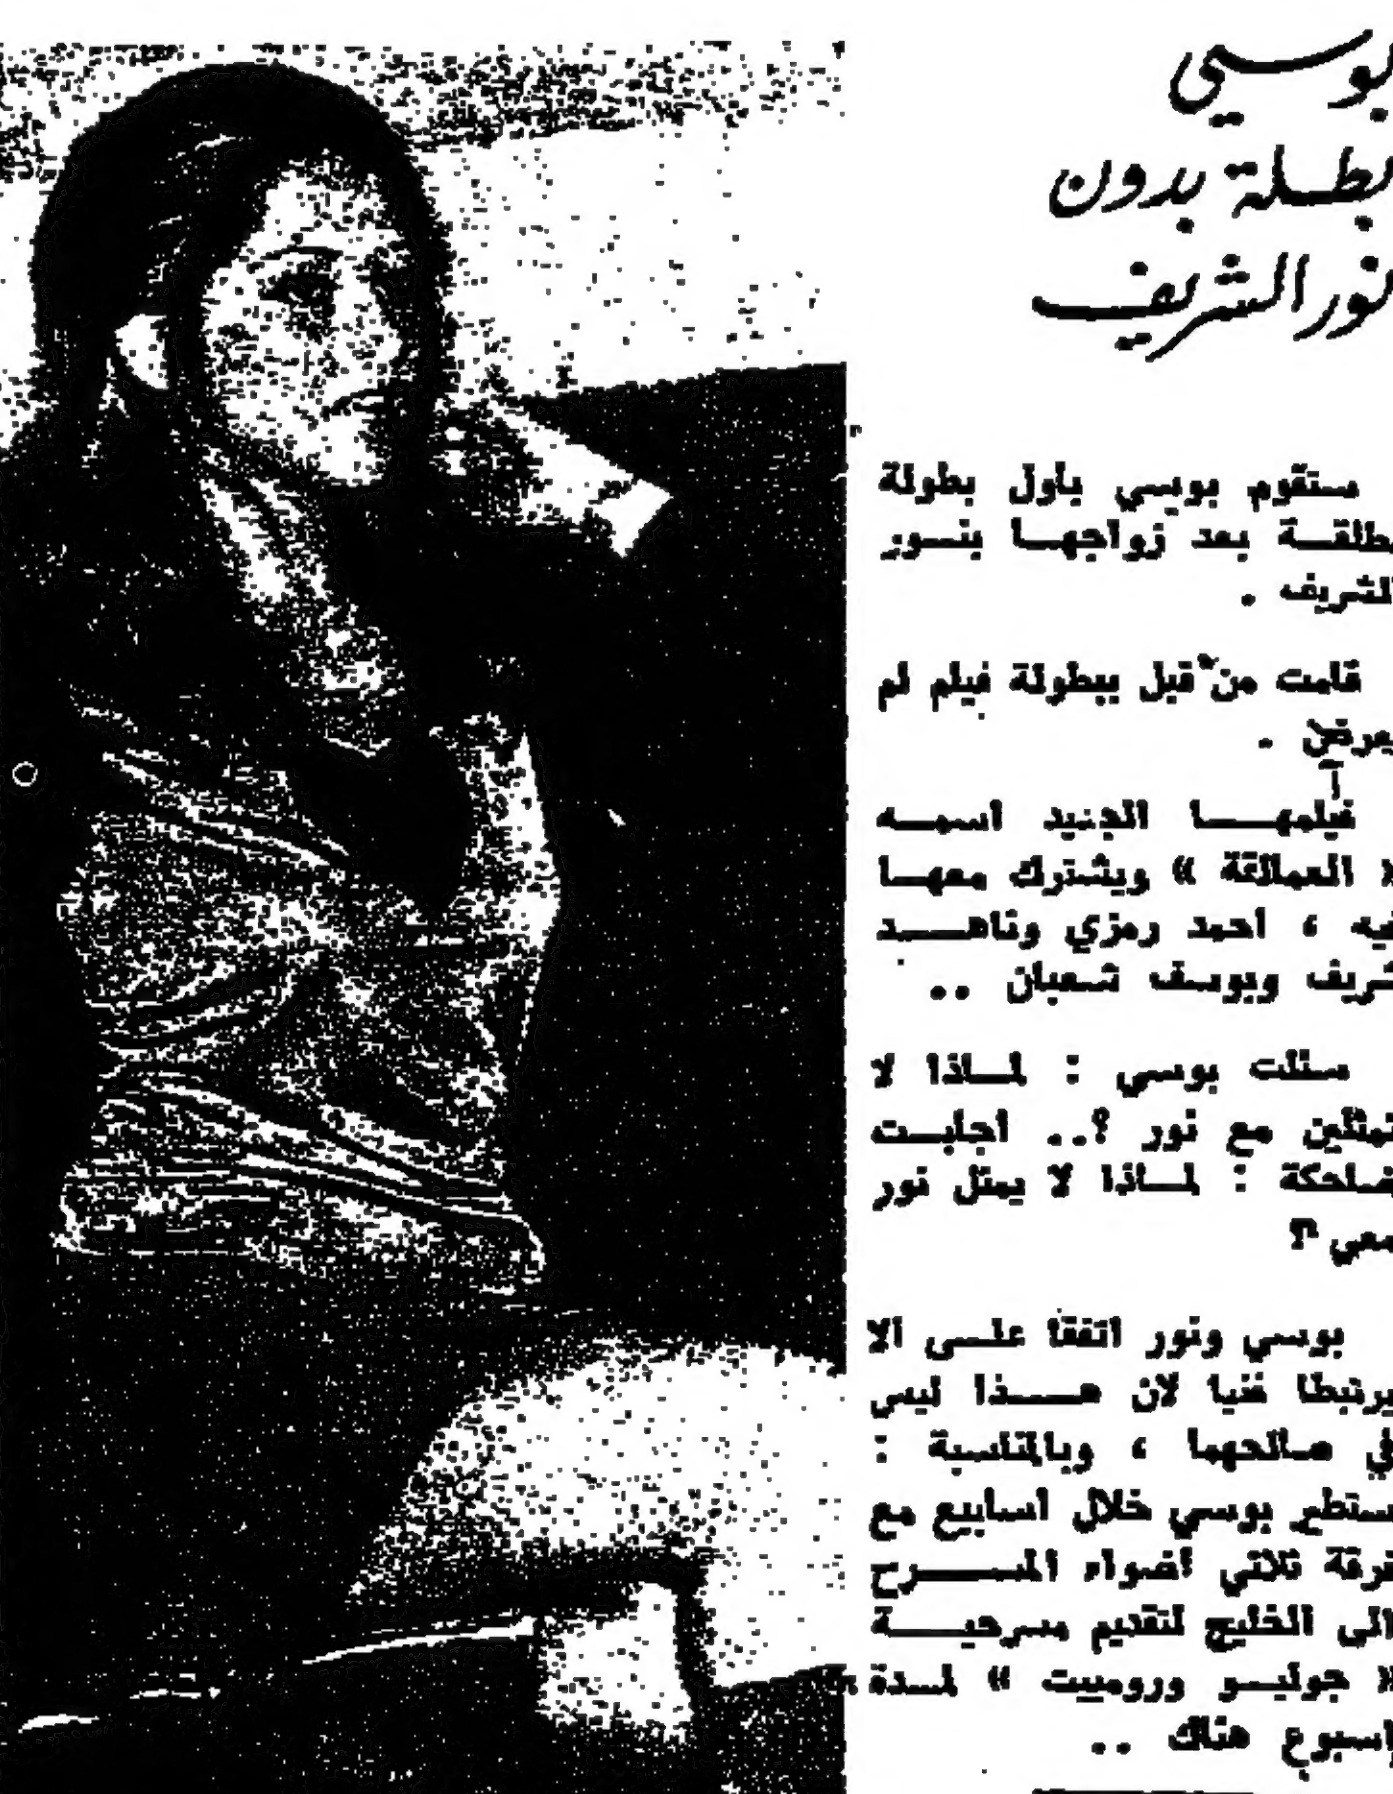 بوسي
بطلة بدون
نور الشريف
ستقوم بوسي باول بطولة
مطلقة بعد زواجها بنور
الشريف .
قامت من قبل ببطولة فيلم لم
يعرض .
فيلمها الجديد اسمه
« العمالقة » ويشترك معها
فيه ، احمد رمزي وناهد
شريف ويوسف شعبان ..
سئلت بوسي : لماذا لا
تمثلين مع نور ؟.. اجابت
ضاحكة : لماذا لا يمثل نور
معي ؟
بوسي ونور اتفقا على الا
يرتبطا فنيا لان هذا ليس
في صالحهما ، وبالمناسبة :
ستطير بوسي خلال اسابيع مع
فرقة ثلاثي اضواء المسرح
الى الخليج لتقديم مسرحية
« جوليو وروميت » لمدة
اسبوع هناك ..